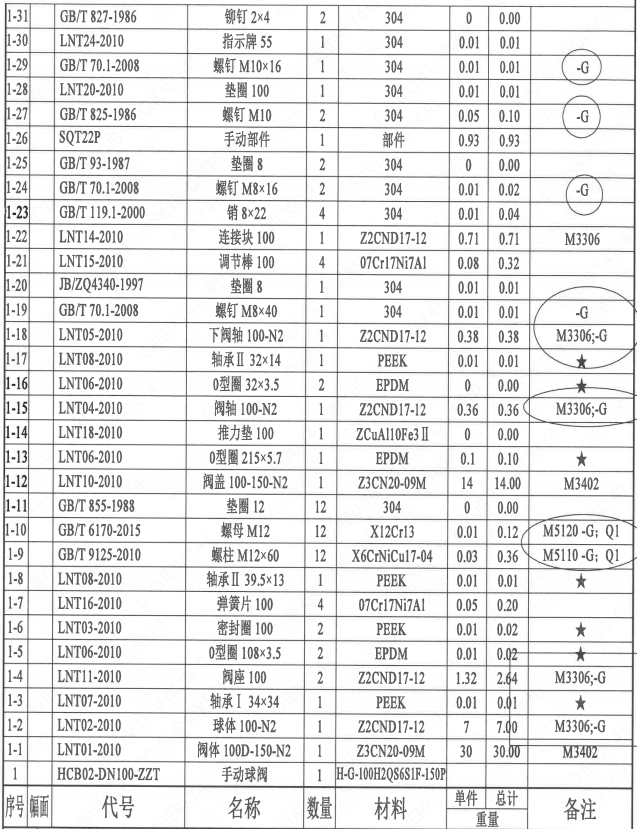 1-31 GB/T 827-1986 铆钉 2×4 2 304 0 0.00
1-30 LNT24-2010 指示牌 55 1 304 0.01 0.01
1-29 GB/T 70.1-2008 螺钉 M10×16 1 304 0.01 0.01 -G
1-28 LNT20-2010 垫圈 100 1 304 0.01 0.01
1-27 GB/T 825-1986 螺钉 M10 2 304 0.05 0.10 -G
1-26 SQT22P 手动部件 1 部件 0.93 0.93
1-25 GB/T 93-1987 垫圈 8 2 304 0 0.00
1-24 GB/T 70.1-2008 螺钉 M8×16 2 304 0.01 0.02 -G
1-23 GB/T 119.1-2000 销 8×22 4 304 0.01 0.04
1-22 LNT14-2010 连接块 100 1 Z2CND17-12 0.71 0.71 M3306
1-21 LNT15-2010 调节棒 100 4 07Cr17Ni7Al 0.08 0.32
1-20 JB/ZQ4340-1997 垫圈 8 1 304 0.01 0.01
1-19 GB/T 70.1-2008 螺钉 M8×40 1 304 0.01 0.01 -G
1-18 LNT05-2010 下阀轴 100-N2 1 Z2CND17-12 0.38 0.38 M3306;-G
1-17 LNT08-2010 轴承Ⅱ 32×14 1 PEEK 0.01 0.01 ★
1-16 LNT06-2010 O型圈 32×3.5 2 EPDM 0 0.00 ★
1-15 LNT04-2010 阀轴 100-N2 1 Z2CND17-12 0.36 0.36 M3306;-G
1-14 LNT18-2010 推力垫 100 1 ZCuAl10Fe3Ⅱ 0 0.00
1-13 LNT06-2010 O型圈 215×5.7 1 EPDM 0.1 0.10 ★
1-12 LNT10-2010 阀盖 100-150-N2 1 Z3CN20-09M 14 14.00 M3402
1-11 GB/T 855-1988 垫圈 12 12 304 0 0.00
1-10 GB/T 6170-2015 螺母 M12 12 X12Cr13 0.01 0.12 M5120 -G; Q1
1-9 GB/T 9125-2010 螺柱 M12×60 12 X6CrNiCu17-04 0.03 0.36 M5110 -G; Q1
1-8 LNT08-2010 轴承Ⅱ 39.5×13 1 PEEK 0.01 0.01 ★
1-7 LNT16-2010 弹簧片 100 4 07Cr17Ni7Al 0.05 0.20
1-6 LNT03-2010 密封圈 100 2 PEEK 0.01 0.02 ★
1-5 LNT06-2010 O型圈 108×3.5 2 EPDM 0.01 0.02 ★
1-4 LNT11-2010 阀座 100 2 Z2CND17-12 1.32 2.64 M3306;-G
1-3 LNT07-2010 轴承Ⅰ 34×34 1 PEEK 0.01 0.01 ★
1-2 LNT02-2010 球体 100-N2 1 Z2CND17-12 7 7.00 M3306;-G
1-1 LNT01-2010 阀体 100D-150-N2 1 Z3CN20-09M 30 30.00 M3402
1 HCB02-DN100-ZZT 手动球阀 1 H-G-100H2QS6S1F-150P
序号 幅面 代号 名称 数量 材料 单件 总计 备注
重量